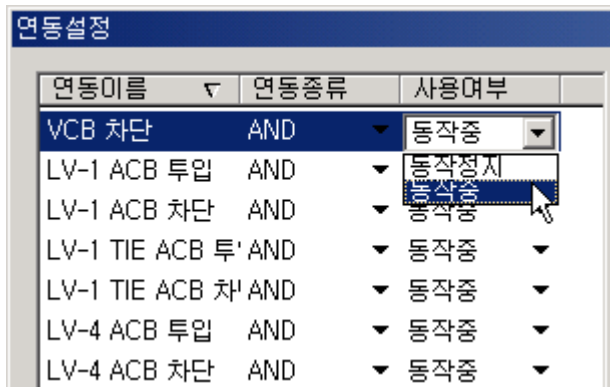 연동설정
연동이름 연동종류 사용여부
VCB 차단 AND 동작중
LV-1 ACB 투입 AND 동작정지
동작중
LV-1 ACB 차단 AND 동작중
LV-1 TIE ACB 투 AND 동작중
LV-1 TIE ACB 차 AND 동작중
LV-4 ACB 투입 AND 동작중
LV-4 ACB 차단 AND 동작중